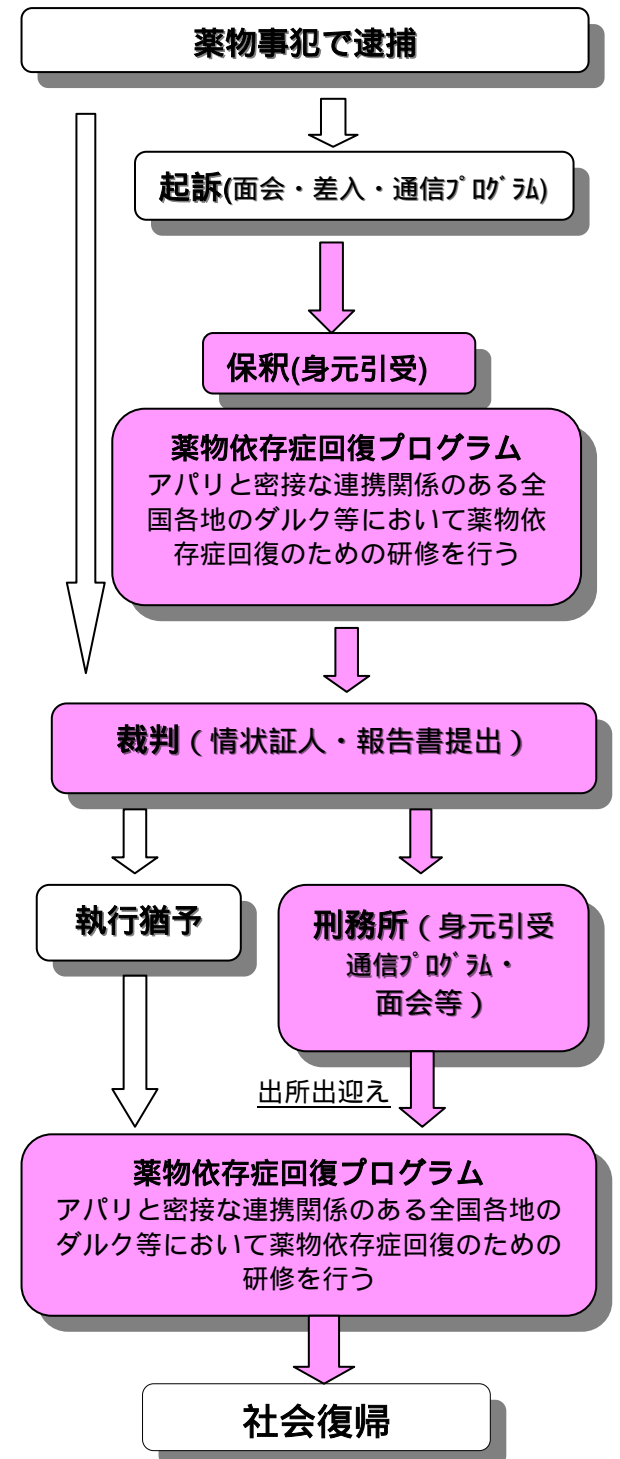 薬物事犯で逮捕
起訴(面会・差入・通信ﾌﾟﾛｸﾞﾗﾑ)
保釈(身元引受)
薬物依存症回復プログラム
アパリと密接な連携関係のある全
国各地のダルク等において薬物依
存症回復のための研修を行う
裁判（情状証人・報告書提出）
執行猶予
刑務所（身元引受
通信ﾌﾟﾛｸﾞﾗﾑ・
面会等）
出所出迎え
薬物依存症回復プログラム
アパリと密接な連携関係のある全国各地の
ダルク等において薬物依存症回復のための
研修を行う
社会復帰